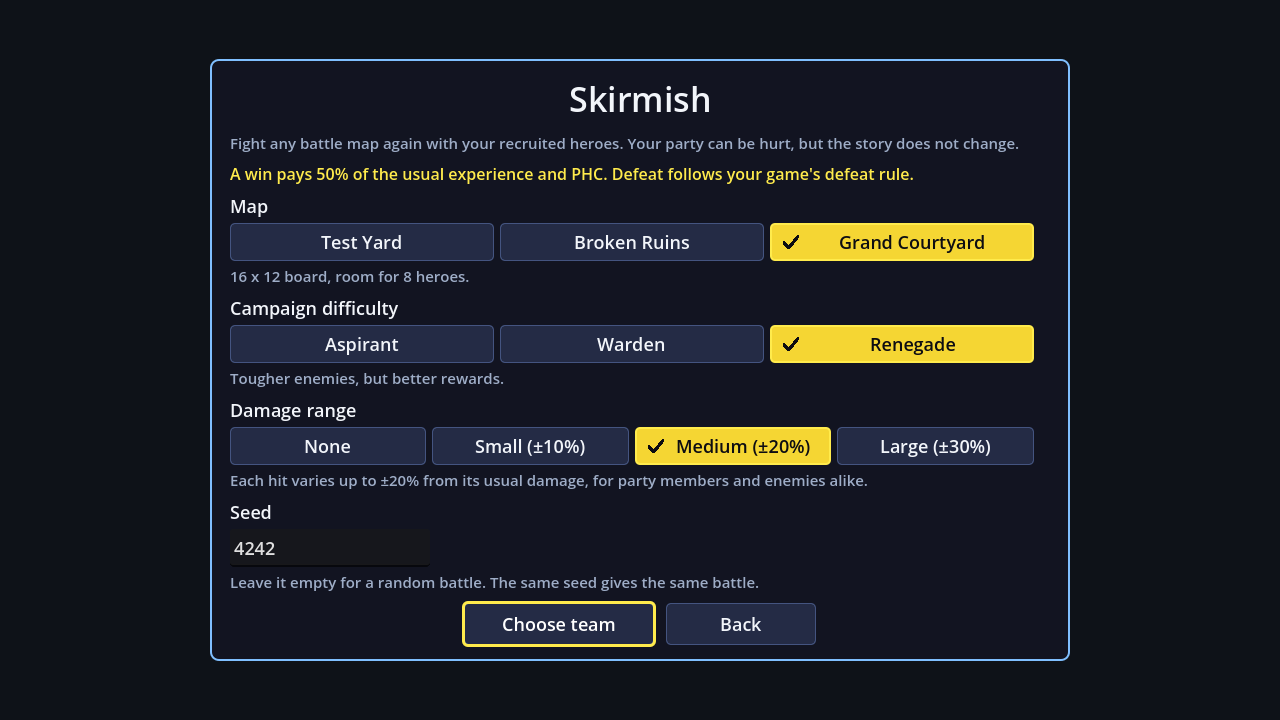 Skirmish
Fight any battle map again with your recruited heroes. Your party can be hurt, but the story does not change.
A win pays 50% of the usual experience and PHC. Defeat follows your game's defeat rule.
Map
Test Yard
Broken Ruins
Grand Courtyard
16 x 12 board, room for 8 heroes.
Campaign difficulty
Aspirant
Warden
Renegade
Tougher enemies, but better rewards.
Damage range
None
Small (±10%)
Medium (±20%)
Large (±30%)
Each hit varies up to ±20% from its usual damage, for party members and enemies alike.
Seed
4242
Leave it empty for a random battle. The same seed gives the same battle.
Choose team
Back